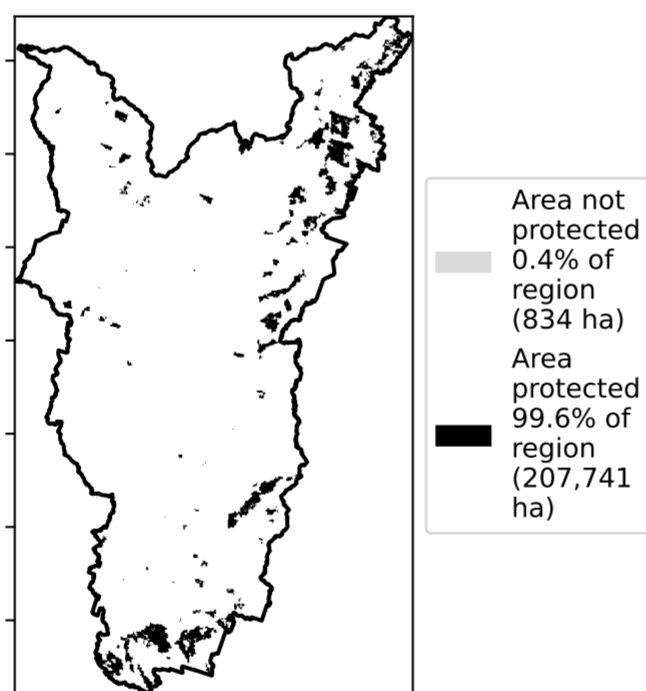 Area not
protected
0.4% of
region
(834 ha)
Area
protected
99.6% of
region
(207,741
ha)